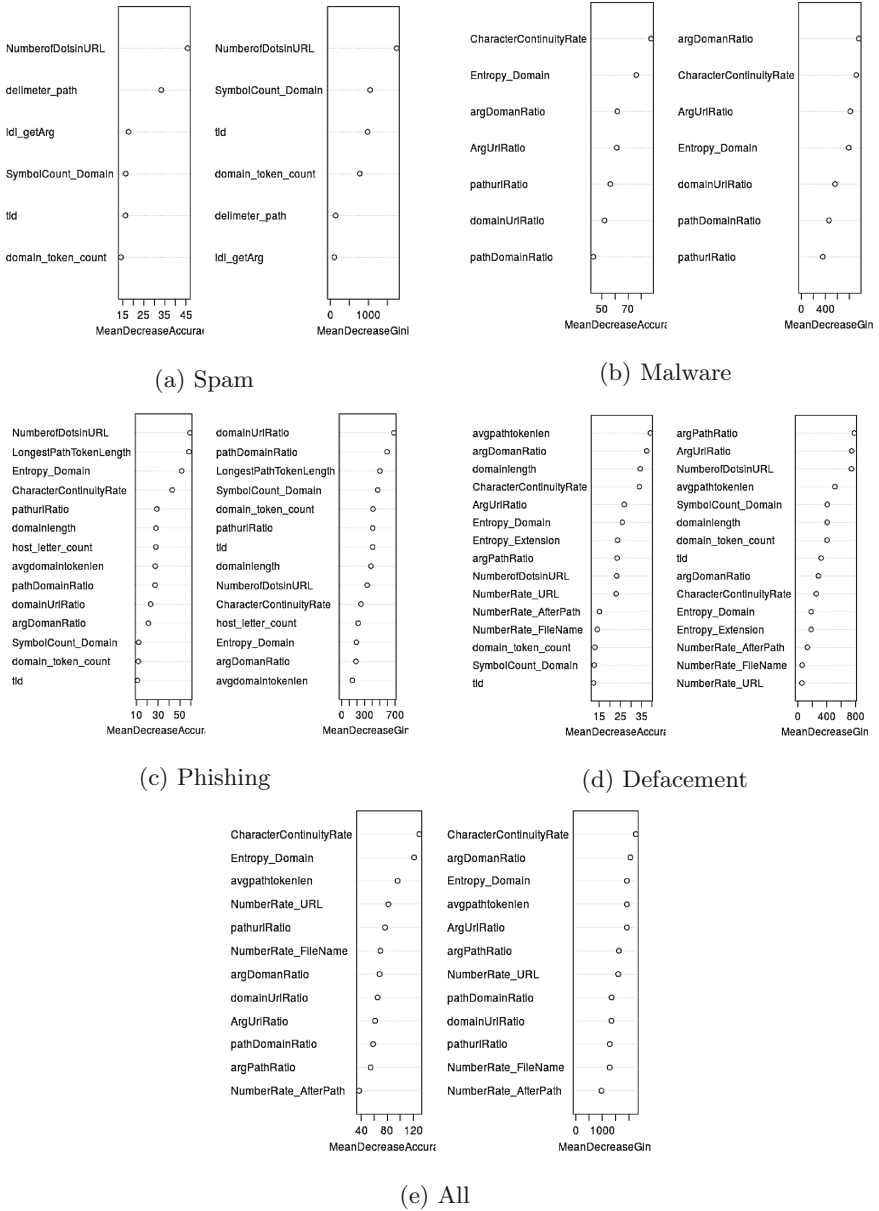 NumberofDotsinURL
delimeter_path
ldl_getArg
SymbolCount_Domain
tld
domain_token_count
15 25 35 45
MeanDecreaseAccurac
NumberofDotsinURL
SymbolCount_Domain
tld
domain_token_count
delimeter_path
ldl_getArg
0 1000
MeanDecreaseGini
(a) Spam
CharacterContinuityRate
Entropy_Domain
argDomanRatio
ArgUrlRatio
pathurlRatio
domainUrlRatio
pathDomainRatio
50 70
MeanDecreaseAccura
argDomanRatio
CharacterContinuityRate
ArgUrlRatio
Entropy_Domain
domainUrlRatio
pathDomainRatio
pathurlRatio
0 400
MeanDecreaseGin
(b) Malware
NumberofDotsinURL
LongestPathTokenLength
Entropy_Domain
CharacterContinuityRate
pathurlRatio
domainlength
host_letter_count
avgdomaintokenlen
pathDomainRatio
domainUrlRatio
argDomanRatio
SymbolCount_Domain
domain_token_count
tld
10 30 50
MeanDecreaseAccura
domainUrlRatio
pathDomainRatio
LongestPathTokenLength
SymbolCount_Domain
domain_token_count
pathurlRatio
tld
domainlength
NumberofDotsinURL
CharacterContinuityRate
host_letter_count
Entropy_Domain
argDomanRatio
avgdomaintokenlen
0 300 700
MeanDecreaseGin
(c) Phishing
avgpathtokenlen
argDomanRatio
domainlength
CharacterContinuityRate
ArgUrlRatio
Entropy_Domain
Entropy_Extension
argPathRatio
NumberofDotsinURL
NumberRate_URL
NumberRate_AfterPath
NumberRate_FileName
domain_token_count
SymbolCount_Domain
tld
15 25 35
MeanDecreaseAccura
argPathRatio
ArgUrlRatio
NumberofDotsinURL
avgpathtokenlen
SymbolCount_Domain
domainlength
domain_token_count
tld
argDomanRatio
CharacterContinuityRate
Entropy_Domain
Entropy_Extension
NumberRate_AfterPath
NumberRate_FileName
NumberRate_URL
0 400 800
MeanDecreaseGin
(d) Defacement
CharacterContinuityRate
Entropy_Domain
avgpathtokenlen
NumberRate_URL
pathurlRatio
NumberRate_FileName
argDomanRatio
domainUrlRatio
ArgUrlRatio
pathDomainRatio
argPathRatio
NumberRate_AfterPath
40 80 120
MeanDecreaseAccura
CharacterContinuityRate
argDomanRatio
Entropy_Domain
avgpathtokenlen
ArgUrlRatio
argPathRatio
NumberRate_URL
pathDomainRatio
domainUrlRatio
pathurlRatio
NumberRate_FileName
NumberRate_AfterPath
0 1000
MeanDecreaseGin
(e) All